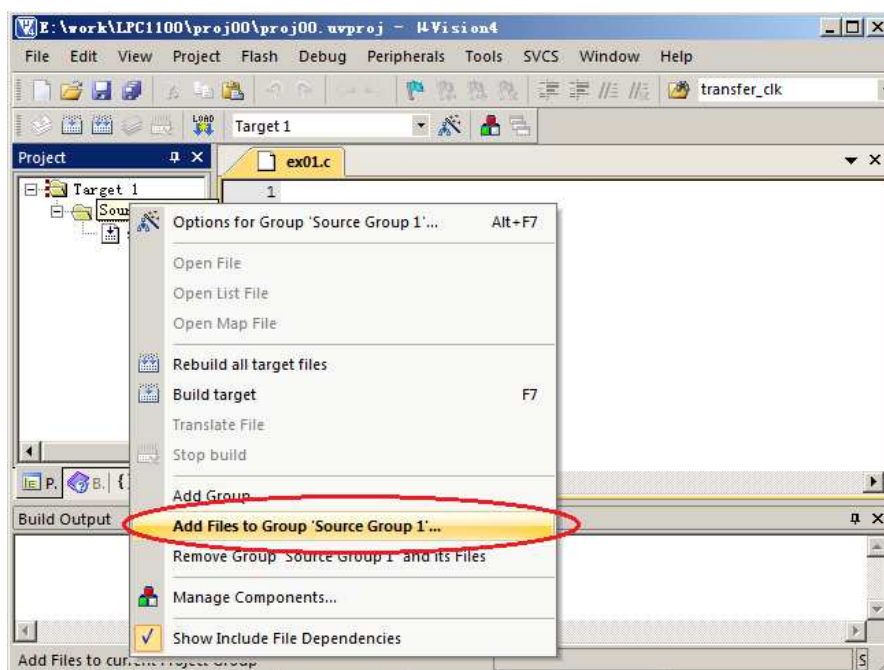 E:\work\LPC1100\proj00\proj00.uvproj - µVision4
File Edit View Project Flash Debug Peripherals Tools SVCS Window Help
transfer_clk
LOAD Target 1
Project
ex01.c
Target 1
1
Options for Group 'Source Group 1'... Alt+F7
Open File
Open List File
Open Map File
Rebuild all target files
Build target F7
Translate File
Stop build
P. B. {
Add Group
Build Output
Add Files to Group 'Source Group 1'...
Remove Group 'Source Group 1' and its Files
Manage Components...
Show Include File Dependencies
Add Files to current Project Group